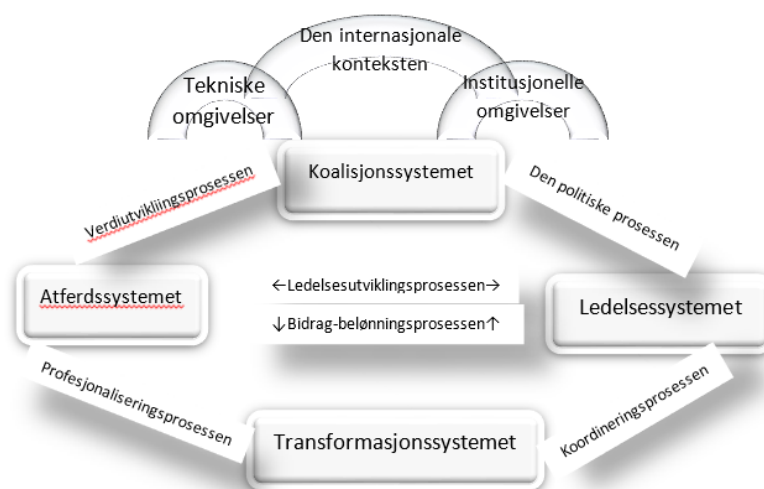 Den internasjonale
konteksten
Tekniske
omgivelser
Institusjonelle
omgivelser
Koalisjonssystemet
Verdiutvikliingsprosessen
Den politiske prosessen
Atferdssystemet
←Ledelsesutviklingsprosessen→
↓Bidrag-belønningsprosessen↑
Ledelsessystemet
Profesjonaliseringsprosessen
Transformasjonssystemet
Koordineringsprosessen